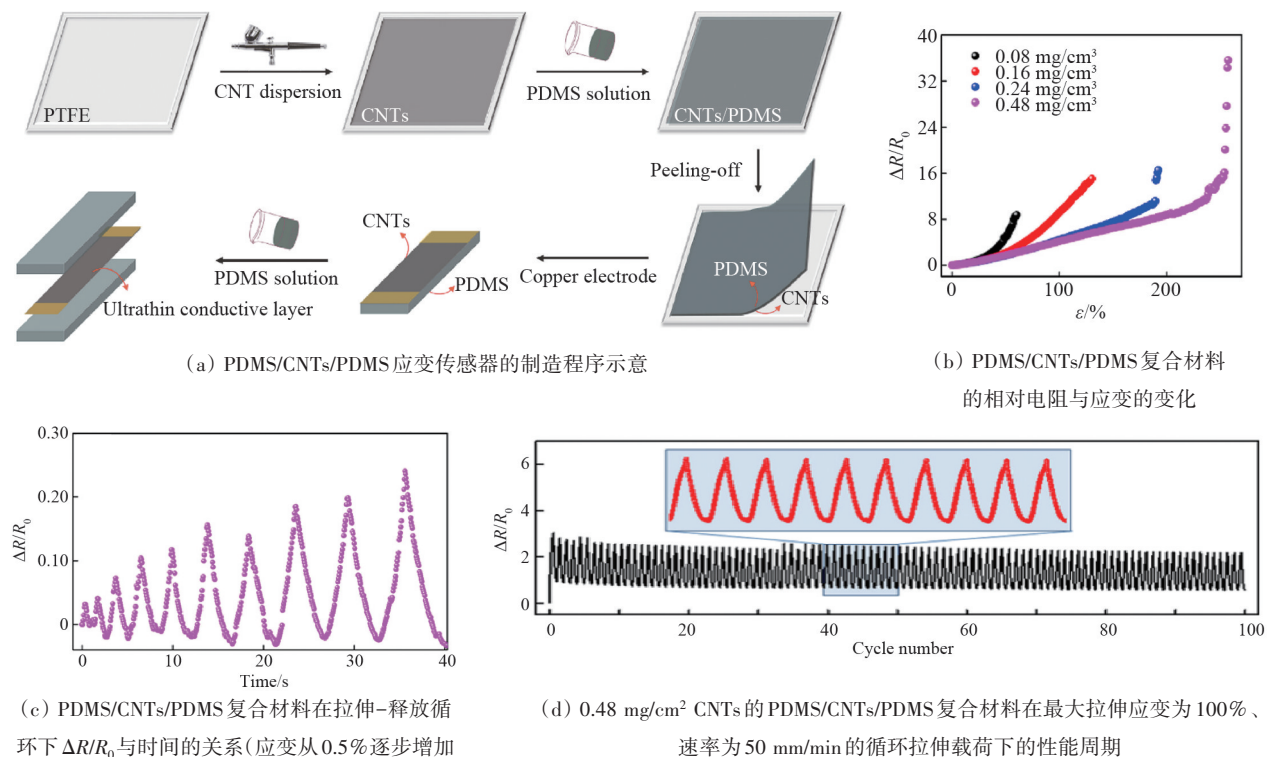 PTFE
CNT dispersion
CNTs
PDMS solution
CNTs/PDMS
Peeling-off
PDMS
CNTs
Copper electrode
CNTs
PDMS
PDMS solution
Ultrathin conductive layer
(a) PDMS/CNTs/PDMS应变传感器的制造程序示意
40
32
24
16
8
0
ΔR/R₀
0.08 mg/cm³
0.16 mg/cm³
0.24 mg/cm³
0.48 mg/cm³
0
100
200
ε/%
(b) PDMS/CNTs/PDMS复合材料
的相对电阻与应变的变化
0.30
0.20
0.10
0
ΔR/R₀
0
10
20
30
40
Time/s
(c) PDMS/CNTs/PDMS复合材料在拉伸-释放循
环下ΔR/R₀与时间的关系(应变从0.5%逐步增加
6
4
2
0
ΔR/R₀
0
20
40
60
80
100
Cycle number
(d) 0.48 mg/cm² CNTs的PDMS/CNTs/PDMS复合材料在最大拉伸应变为100%、
速率为50 mm/min的循环拉伸载荷下的性能周期